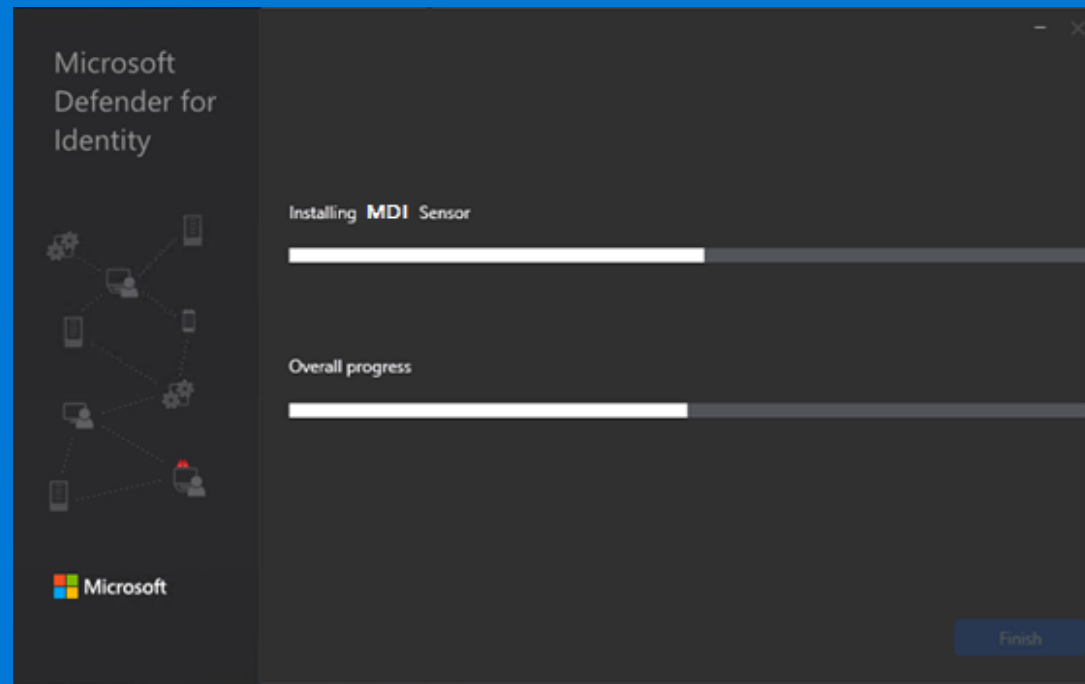 Microsoft
Defender for
Identity
Installing MDI Sensor
Overall progress
Microsoft
Finish